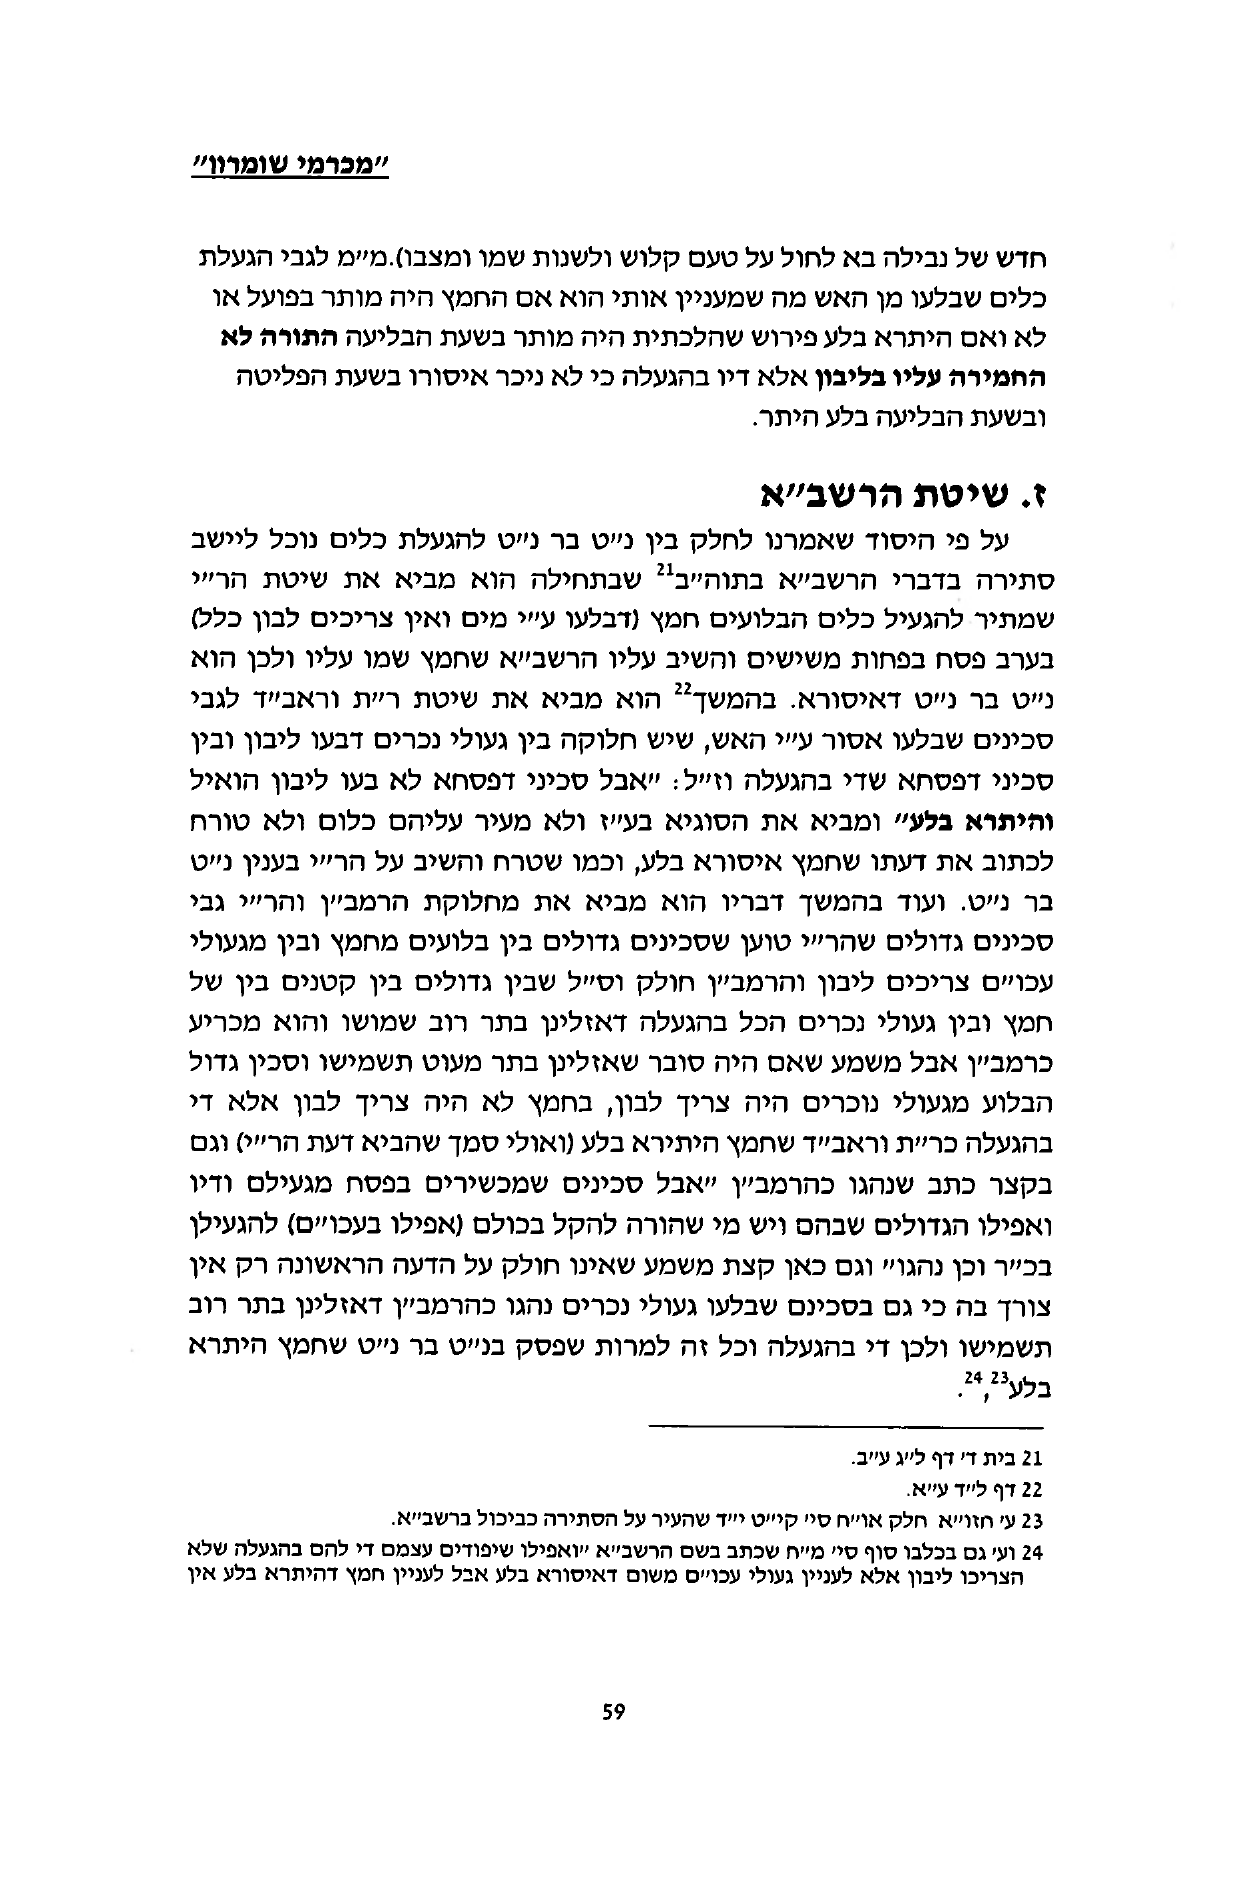 "מכרמי שומרון"
חדש של נבילה בא לחול על טעם קלוש ולשנות שמו ומצבו).מ"מ לגבי הגעלת
כלים שבלעו מן האש מה שמעניין אותי הוא אם החמץ היה מותר בפועל או
לא ואם היתרא בלע פירוש שהלכתית היה מותר בשעת הבליעה התורה לא
החמירה עליו בליבון אלא דיו בהגעלה כי לא ניכר איסורו בשעת הפליטה
ובשעת הבליעה בלע היתר.
ז. שיטת הרשב"א
על פי היסוד שאמרנו לחלק בין נ"ט בר נ"ט להגעלת כלים נוכל ליישב
סתירה בדברי הרשב"א בתוה"ב21 שבתחילה הוא מביא את שיטת הר"י
שמתיר להגעיל כלים הבלועים חמץ (דבלעו ע"י מים ואין צריכים לבון כלל)
בערב פסח בפחות משישים והשיב עליו הרשב"א שחמץ שמו עליו ולכן הוא
נ"ט בר נ"ט דאיסורא. בהמשך22 הוא מביא את שיטת ר"ת וראב"ד לגבי
סכינים שבלעו אסור ע"י האש, שיש חלוקה בין געולי נכרים דבעו ליבון ובין
סכיני דפסחא שדי בהגעלה וז"ל: "אבל סכיני דפסחא לא בעו ליבון הואיל
והיתרא בלע" ומביא את הסוגיא בע"ז ולא מעיר עליהם כלום ולא טורח
לכתוב את דעתו שחמץ איסורא בלע, וכמו שטרח והשיב על הר"י בענין נ"ט
בר נ"ט. ועוד בהמשך דבריו הוא מביא את מחלוקת הרמב"ן והר"י גבי
סכינים גדולים שהר"י טוען שסכינים גדולים בין בלועים מחמץ ובין מגעולי
עכו"ם צריכים ליבון והרמב"ן חולק וס"ל שבין גדולים בין קטנים בין של
חמץ ובין געולי נכרים הכל בהגעלה דאזלינן בתר רוב שמושו והוא מכריע
כרמב"ן אבל משמע שאם היה סובר שאזלינן בתר מעוט תשמישו וסכין גדול
הבלוע מגעולי נוכרים היה צריך לבון, בחמץ לא היה צריך לבון אלא די
בהגעלה כר"ת וראב"ד שחמץ היתירא בלע (ואולי סמך שהביא דעת הר"י) וגם
בקצר כתב שנהגו כהרמב"ן "אבל סכינים שמכשירים בפסח מגעילם ודיו
ואפילו הגדולים שבהם ויש מי שהורה להקל בכולם (אפילו בעכו"ם) להגעילן
בכ"ר וכן נהגו" וגם כאן קצת משמע שאינו חולק על הדעה הראשונה רק אין
צורך בה כי גם בסכינם שבלעו געולי נכרים נהגו כהרמב"ן דאזלינן בתר רוב
תשמישו ולכן די בהגעלה וכל זה למרות שפסק בנ"ט בר נ"ט שחמץ היתרא
בלע23,24.
21 בית ד' דף ל"ג ע"ב.
22 דף ל"ד ע"א.
23 ע' חזו"א חלק או"ח סי' קי"ט י"ד שהעיר על הסתירה כביכול ברשב"א.
24 ועי' גם בכלבו סוף סי' מ"ח שכתב בשם הרשב"א "ואפילו שיפודים עצמם די להם בהגעלה שלא
הצריכו ליבון אלא לעניין געולי עכו"ם משום דאיסורא בלע אבל לעניין חמץ דהיתרא בלע אין
59